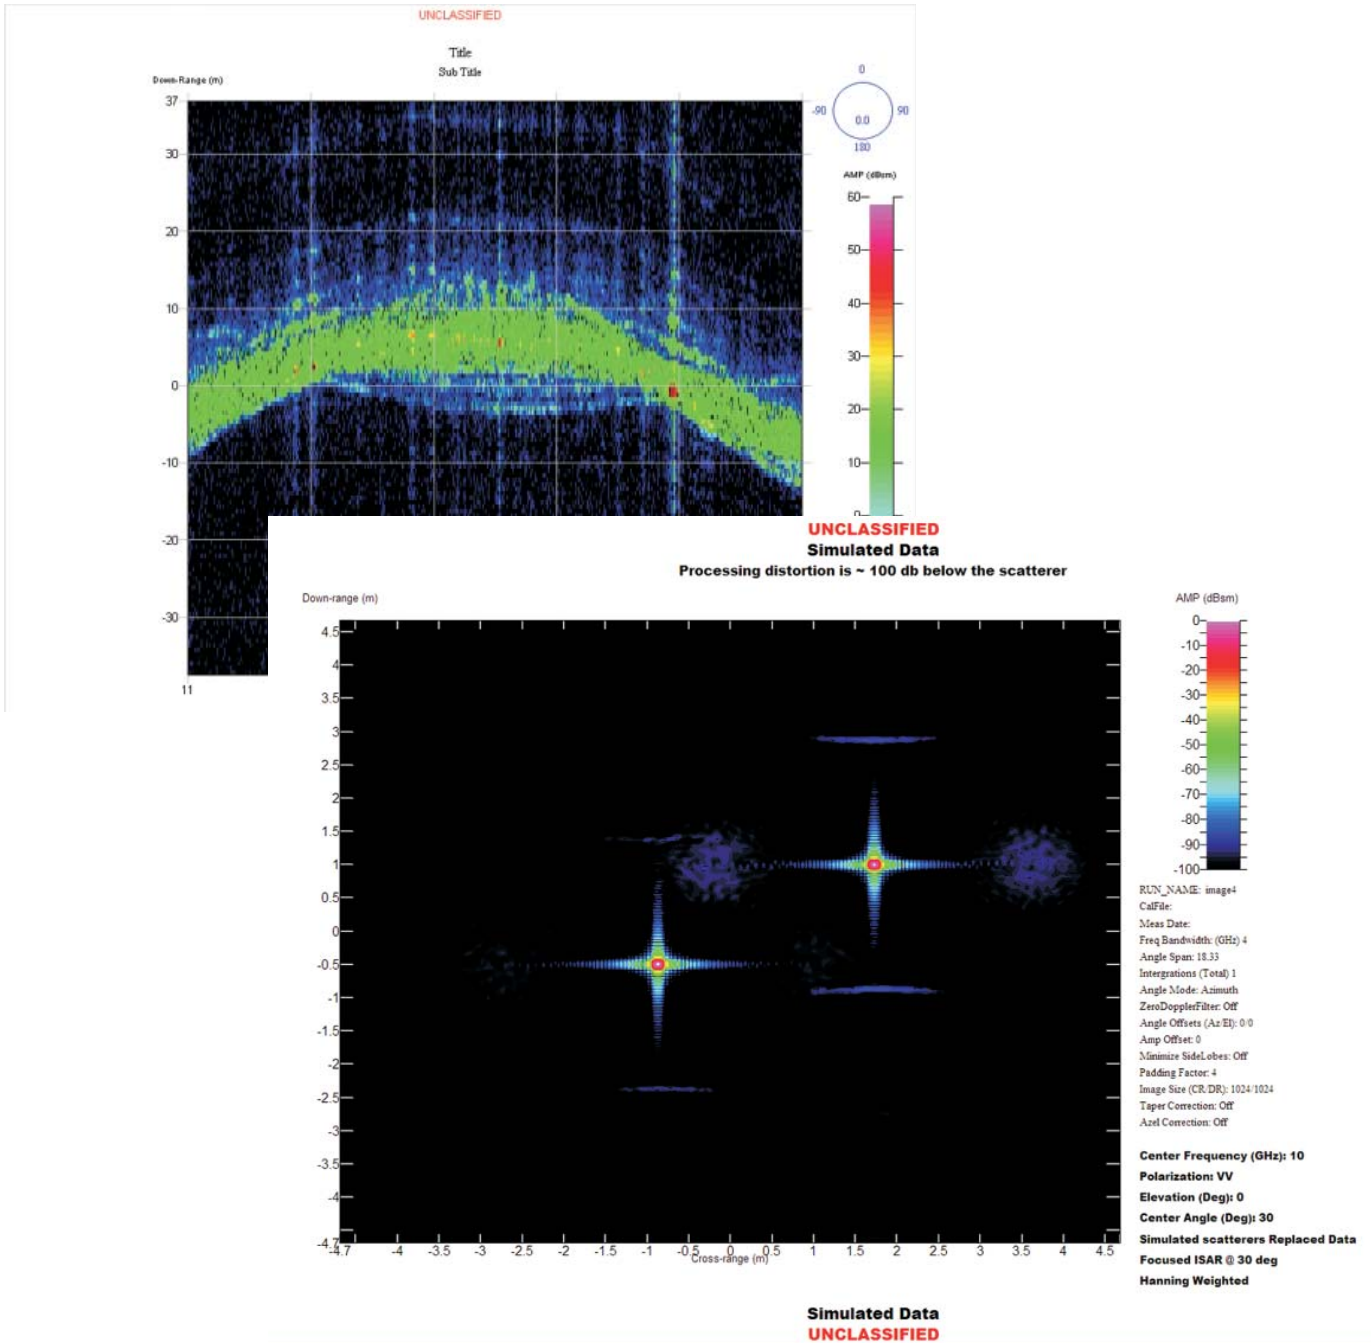 UNCLASSIFIED
Title
Sub Title
Down-Range (m)
0
-90
0.0
90
180
AMP (dBsm)
37
30
20
10
0
-10
-20
-30
11
60
50
40
30
20
10
0
UNCLASSIFIED
Simulated Data
Processing distortion is ~ 100 db below the scatterer
Down-range (m)
AMP (dBsm)
4.5
4
3.5
3
2.5
2
1.5
1
0.5
0
-0.5
-1
-1.5
-2
-2.5
-3
-3.5
-4
-4.7
-4.7 -4 -3.5 -3 -2.5 -2 -1.5 -1 -0.5 0 0.5 1 1.5 2 2.5 3 3.5 4 4.5
Cross-range (m)
0
-10
-20
-30
-40
-50
-60
-70
-80
-90
-100
RUN_NAME: image4
CalFile:
Meas Date:
Freq Bandwidth: (GHz) 4
Angle Span: 18.33
Intergrations (Total) 1
Angle Mode: Azimuth
ZeroDopplerFilter: Off
Angle Offsets (Az/El): 0/0
Amp Offset: 0
Minimize SideLobes: Off
Padding Factor: 4
Image Size (CR/DR): 1024/1024
Taper Correction: Off
Azel Correction: Off
Center Frequency (GHz): 10
Polarization: VV
Elevation (Deg): 0
Center Angle (Deg): 30
Simulated scatterers Replaced Data
Focused ISAR @ 30 deg
Hanning Weighted
Simulated Data
UNCLASSIFIED